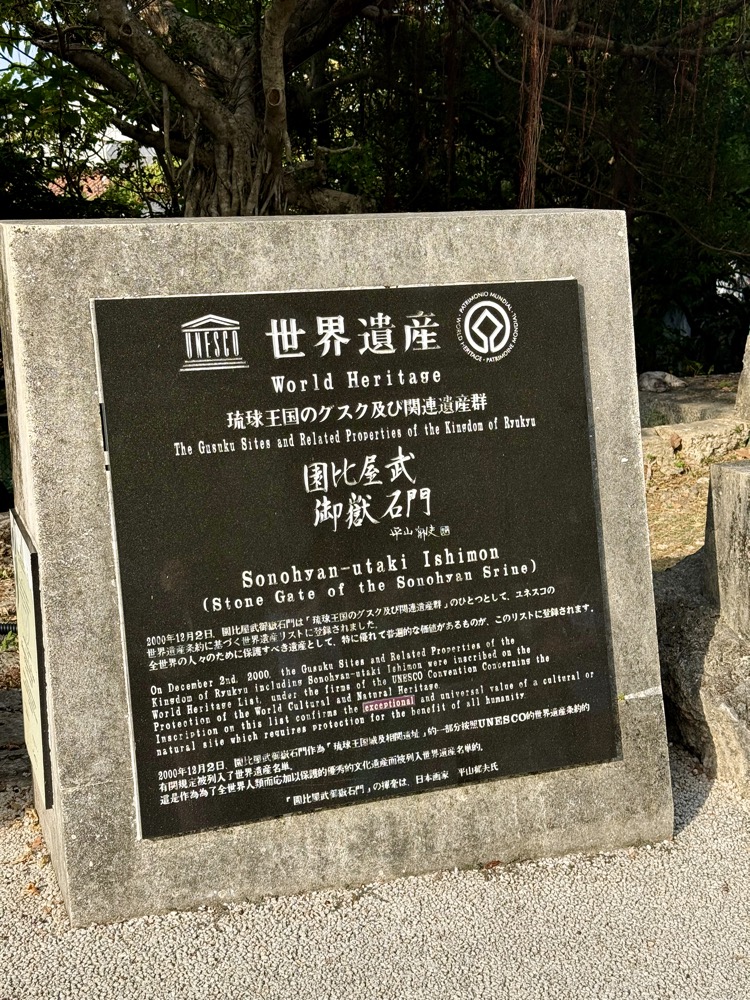 UNESCO
世界遺産
WORLD HERITAGE • PATRIMONIO MUNDIAL • PATRIMOINE MONDIAL
World Heritage
琉球王国のグスク及び関連遺産群
The Gusuku Sites and Related Properties of the Kingdom of Ryukyu
園比屋武
御嶽石門
Sonohyan-utaki Ishimon
(Stone Gate of the Sonohyan Srine)
2000年12月2日、園比屋武御嶽石門は「琉球王国のグスク及び関連遺産群」のひとつとして、ユネスコの
世界遺産条約に基づく世界遺産リストに登録されました。
全世界の人々のために保護すべき遺産として、特に優れて普遍的な価値があるものが、このリストに登録されます。
On December 2nd, 2000, the Gusuku Sites and Related Properties of the
Kingdom of Ryukyu including Sonohyan-utaki Ishimon were inscribed on the
World Heritage List, under the firms of the UNESCO Convention Concerning the
Protection of the World Cultural and Natural Heritage.
Inscription on this list confirms the exceptional and universal value of a cultural or
natural site which requires protection for the benefit of all humanity.
2000年12月2日、園比屋武御嶽石門作為「琉球王国城及相関遺址」的一部分按照UNESCO的世界遺産条約的
有関規定被列入了世界遺産名単。
這是作為為了全世界人類而応加以保護的優秀的文化遺産而被列入世界遺産名単的。
「園比屋武御嶽石門」の揮毫は、日本画家 平山郁夫氏